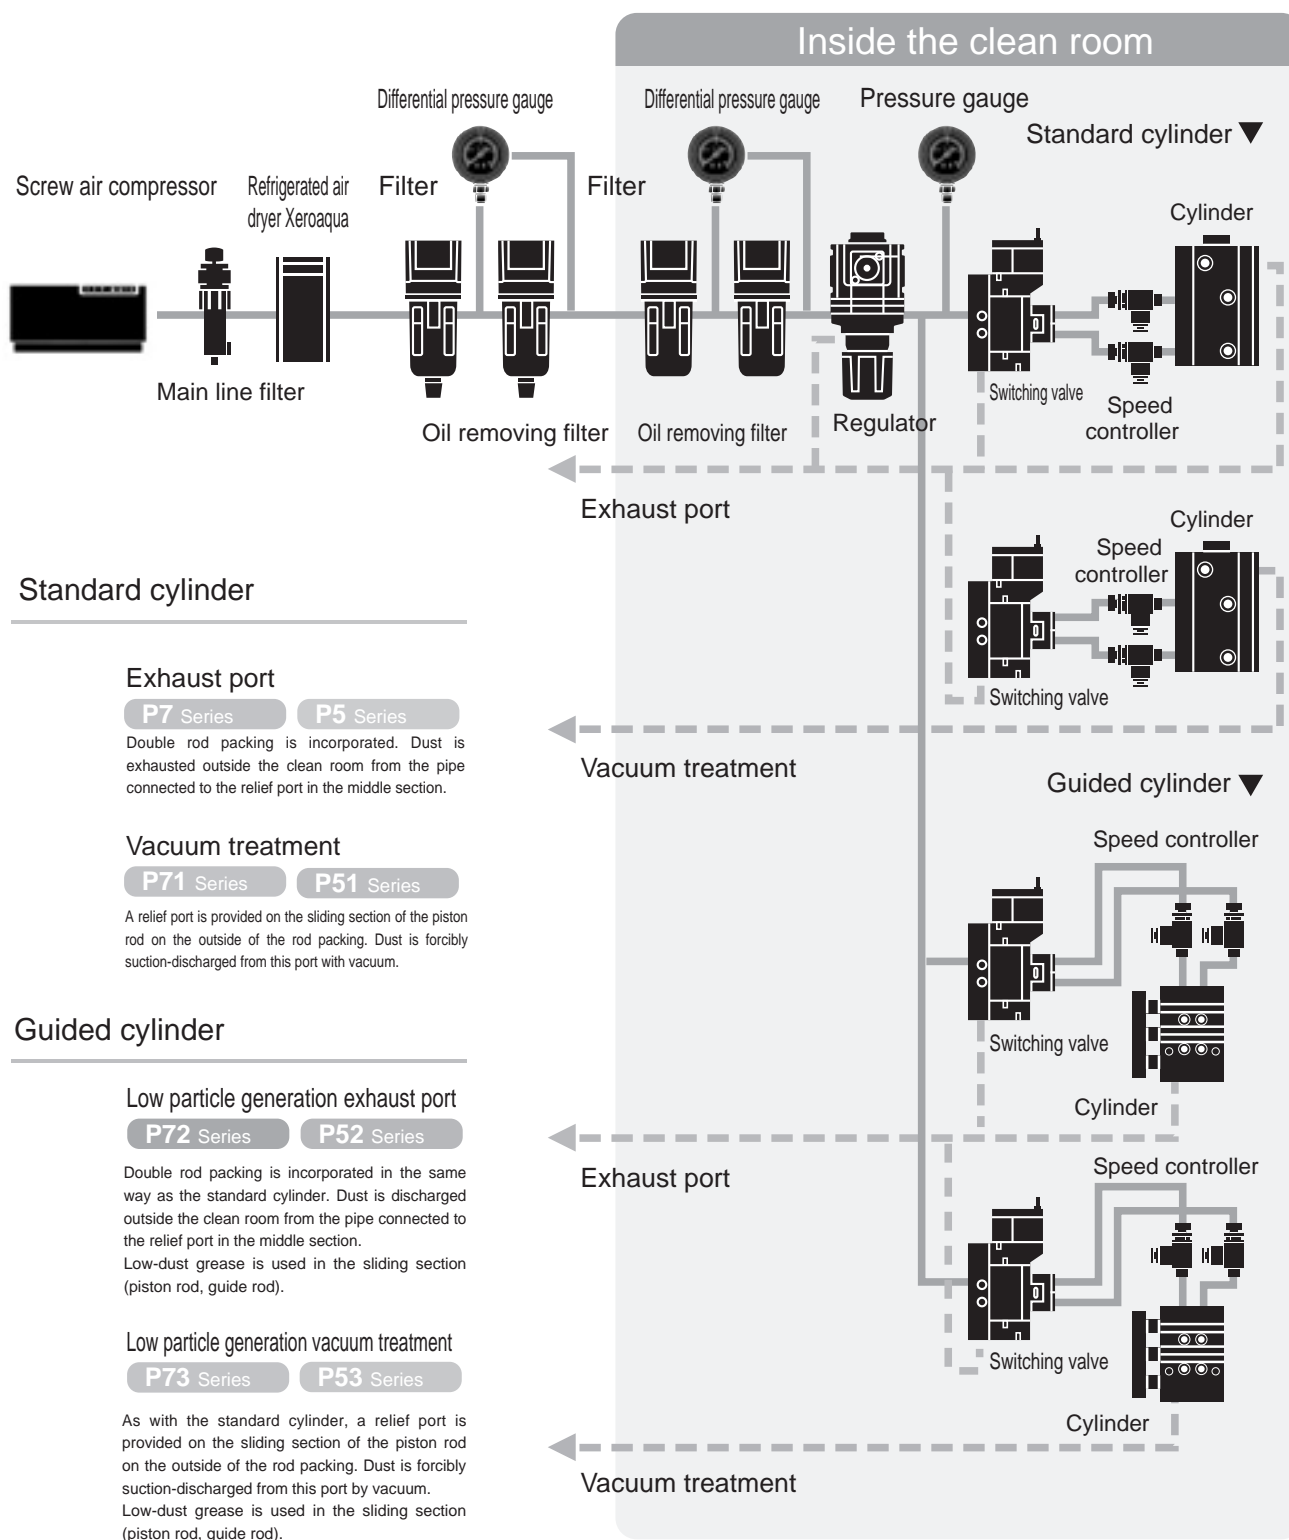 Inside the clean room
Differential pressure gauge
Differential pressure gauge
Pressure gauge
Standard cylinder ▼
Screw air compressor
Refrigerated air
dryer Xeroaqua
Filter
Filter
Cylinder
Main line filter
Switching valve
Speed
controller
Oil removing filter
Oil removing filter
Regulator
Exhaust port
Cylinder
Speed
controller
Switching valve
Vacuum treatment
Standard cylinder
Exhaust port
P7 Series
P5 Series
Double rod packing is incorporated. Dust is
exhausted outside the clean room from the pipe
connected to the relief port in the middle section.
Vacuum treatment
P71 Series
P51 Series
A relief port is provided on the sliding section of the piston
rod on the outside of the rod packing. Dust is forcibly
suction-discharged from this port with vacuum.
Guided cylinder ▼
Speed controller
Switching valve
Cylinder
Exhaust port
Speed controller
Switching valve
Cylinder
Vacuum treatment
Guided cylinder
Low particle generation exhaust port
P72 Series
P52 Series
Double rod packing is incorporated in the same
way as the standard cylinder. Dust is discharged
outside the clean room from the pipe connected to
the relief port in the middle section.
Low-dust grease is used in the sliding section
(piston rod, guide rod).
Low particle generation vacuum treatment
P73 Series
P53 Series
As with the standard cylinder, a relief port is
provided on the sliding section of the piston rod
on the outside of the rod packing. Dust is forcibly
suction-discharged from this port by vacuum.
Low-dust grease is used in the sliding section
(piston rod, guide rod).